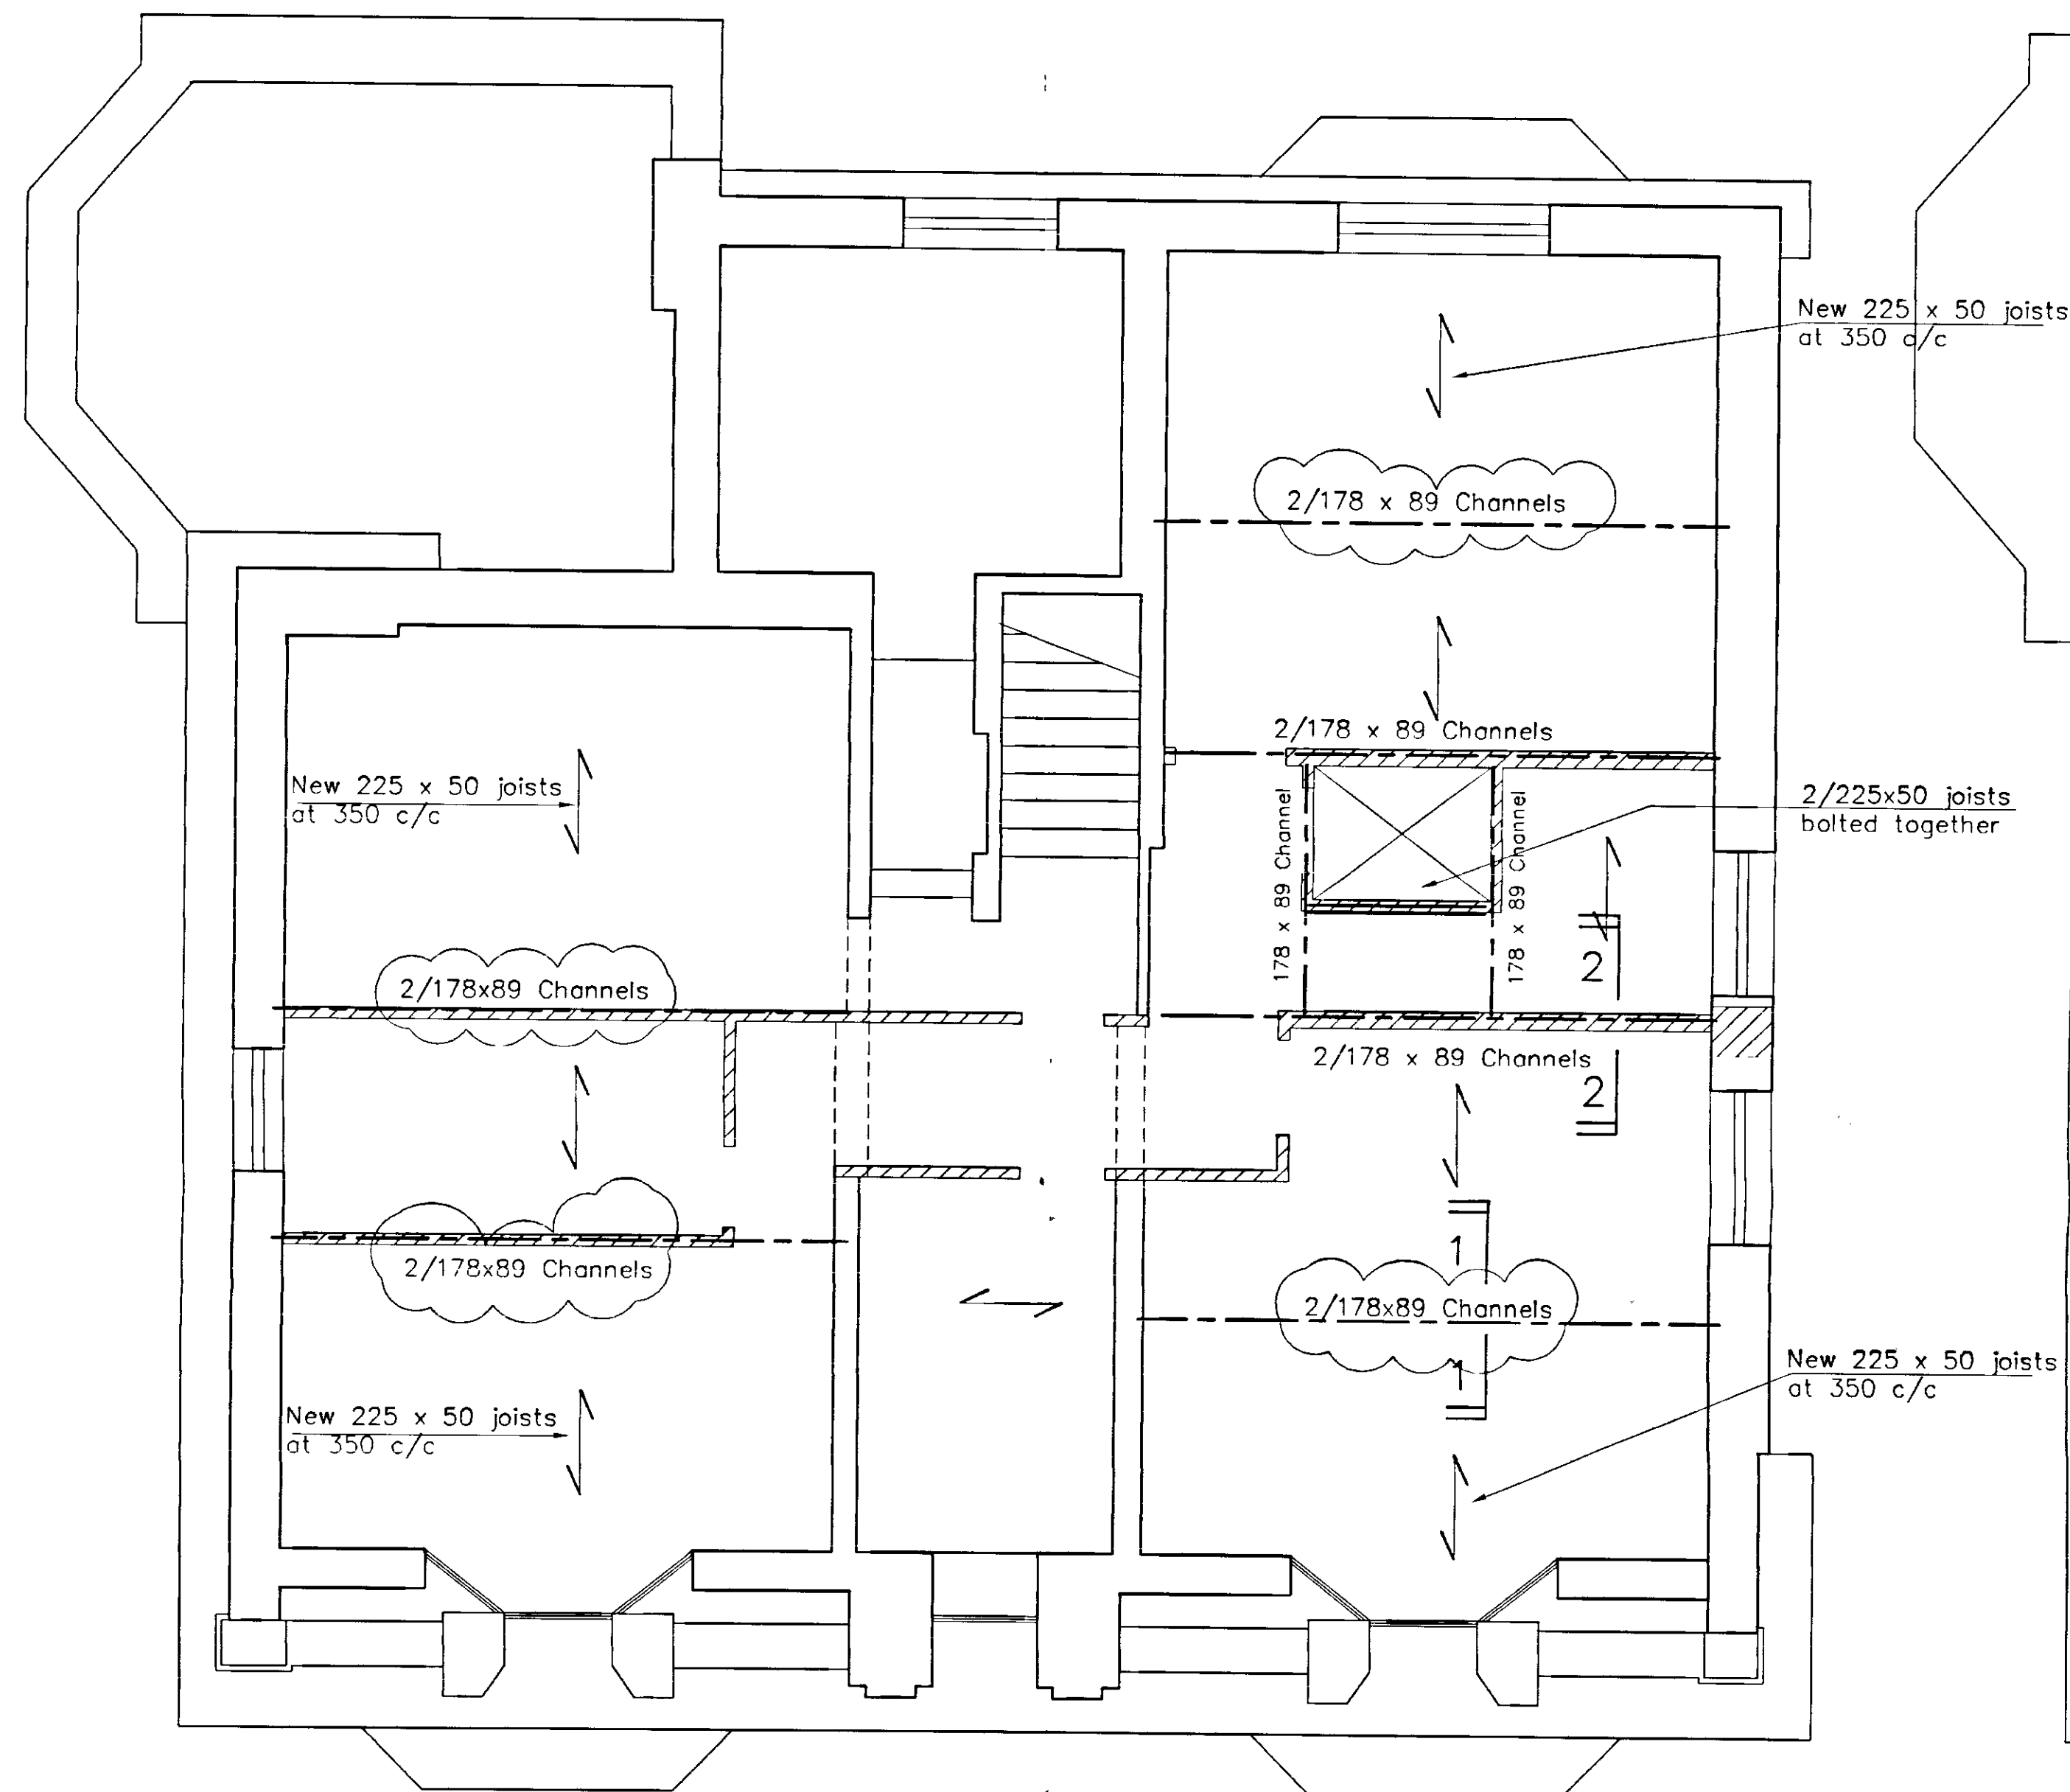 New 225 x 50 joists
at 350 c/c
2/178 x 89 Channels
2/178 x 89 Channels
New 225 x 50 joists
at 350 c/c
178 x 89 Channel
178 x 89 Channel
2/225x50 joists
bolted together
2/178x89 Channels
2
2/178 x 89 Channels
2
2/178x89 Channels
1
2/178x89 Channels
1
New 225 x 50 joists
at 350 c/c
New 225 x 50 joists
at 350 c/c